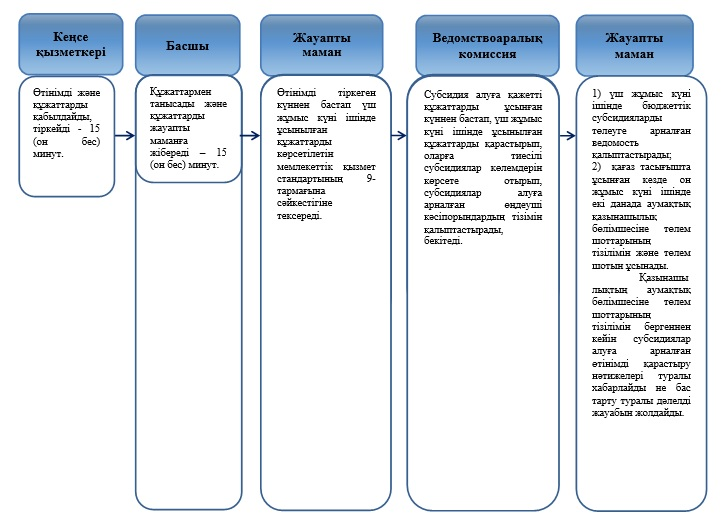 Кеңсе
қызметкері
Өтінімді және
құжаттарды
қабылдайды,
тіркейді - 15
(он бес)
минут.
Басшы
Құжаттармен
танысады және
құжаттарды
жауапты
маманға
жібереді – 15
(он бес) минут.
Жауапты
маман
Өтінімді тіркеген
күннен бастап үш
жұмыс күні ішінде
ұсынылған
құжаттарды
көрсетілетін
мемлекеттік қызмет
стандартының 9-
тармағына
сәйкестігіне
тексереді.
Ведомствоаралық
комиссия
Субсидия алуға қажетті
құжаттарды ұсынған
күннен бастап, үш жұмыс
күні ішінде ұсынылған
құжаттарды қарастырып,
оларға тиесілі
субсидиялар көлемдерін
көрсете отырып,
субсидиялар алуға
арналған өңдеуші
кәсіпорындардың тізімін
қалыптастырады,
бекітеді.
Жауапты
маман
1) үш жұмыс күні
ішінде бюджеттік
субсидияларды
төлеуге арналған
ведомость
қалыптастырады;
2) қағаз тасығышта
ұсынған кезде он
жұмыс күні ішінде
екі данада аумақтық
қазынашылық
бөлімшесіне төлем
шоттарының
тізілімін және төлем
шотын ұсынады.
Қазынашы
лықтың аумақтық
бөлімшесіне төлем
шоттарының
тізілімін бергеннен
кейін субсидиялар
алуға арналған
өтінімді қарастыру
нәтижелері туралы
хабарлайды не бас
тарту туралы дәлелді
жауабын жолдайды.